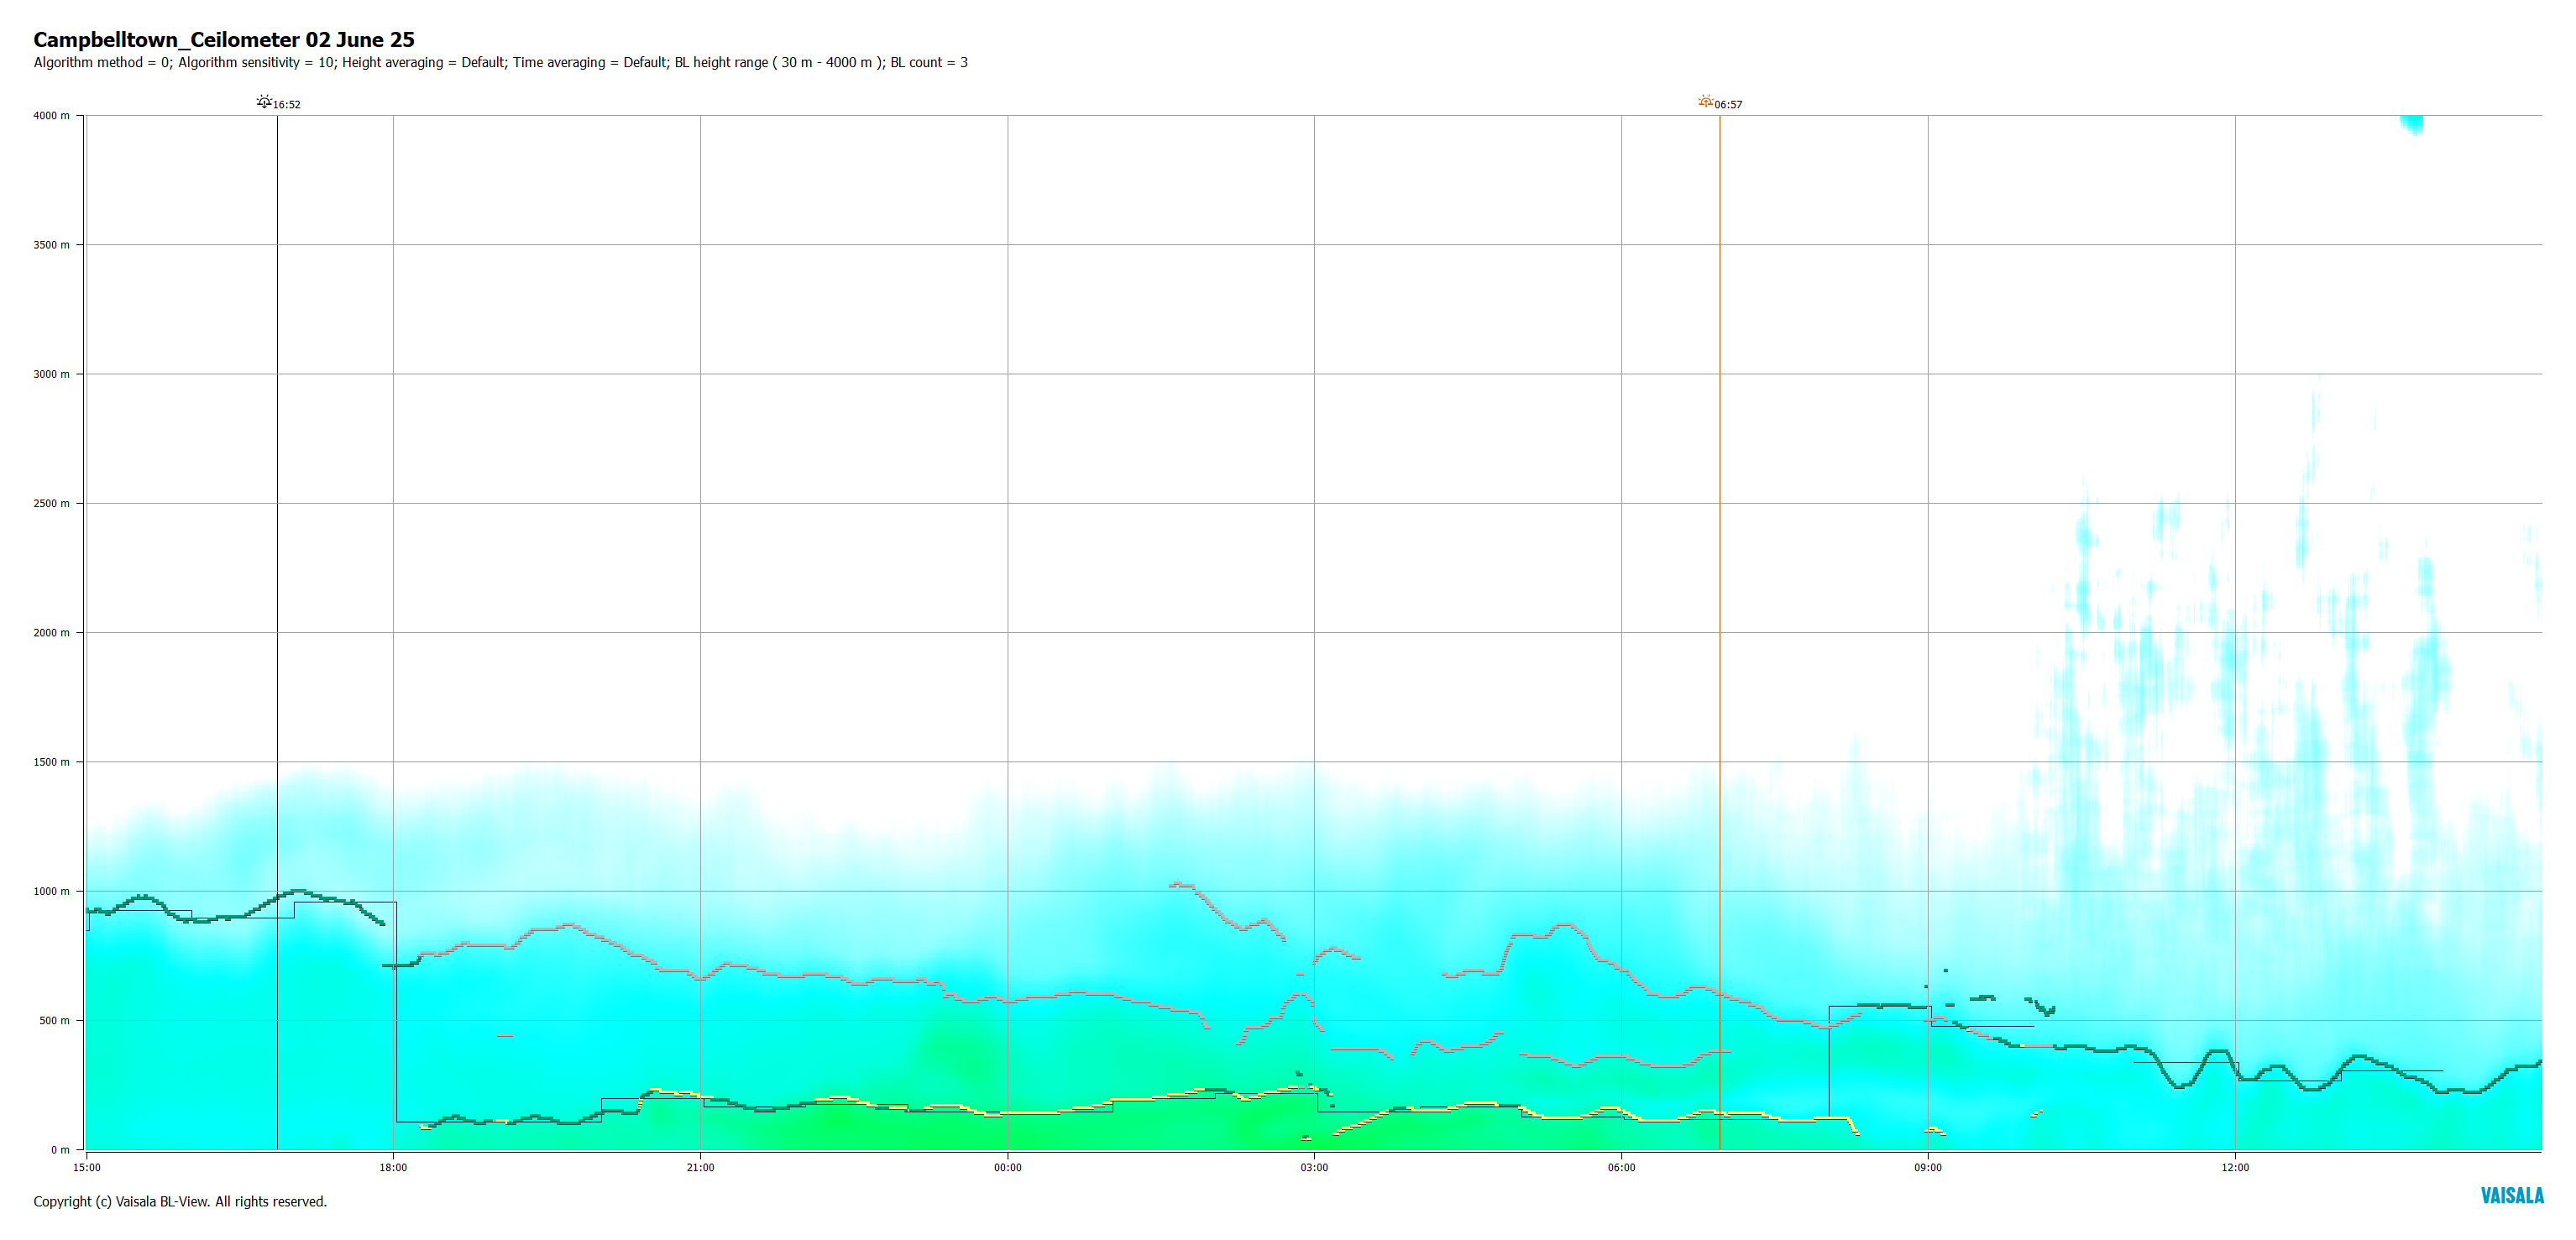 Campbelltown_Ceilometer 02 June 25
Algorithm method = 0; Algorithm sensitivity = 10; Height averaging = Default; Time averaging = Default; BL height range ( 30 m - 4000 m ); BL count = 3
16:52
06:57
4000 m
3500 m
3000 m
2500 m
2000 m
1500 m
1000 m
500 m
0 m
15:00
18:00
21:00
00:00
03:00
06:00
09:00
12:00
Copyright (c) Vaisala BL-View. All rights reserved.
VAISALA